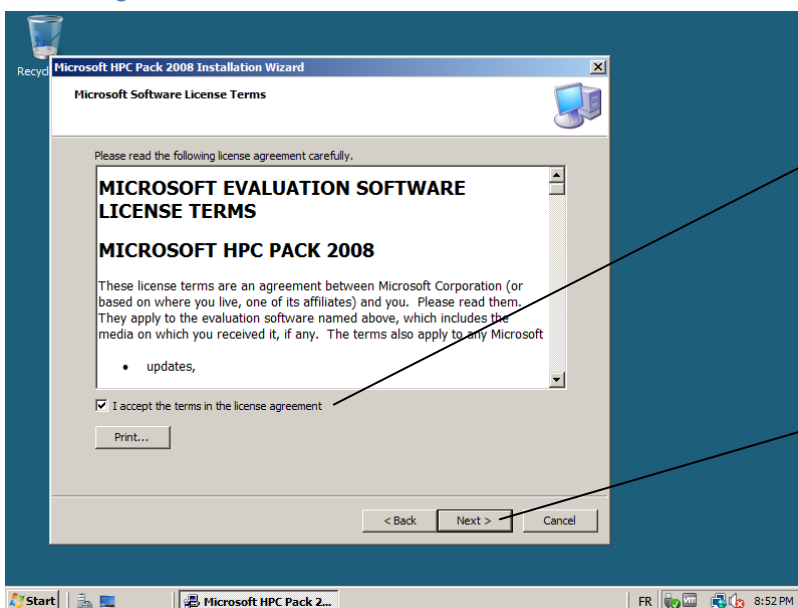 Recycl
Microsoft HPC Pack 2008 Installation Wizard
Microsoft Software License Terms
Please read the following license agreement carefully.
MICROSOFT EVALUATION SOFTWARE
LICENSE TERMS
MICROSOFT HPC PACK 2008
These license terms are an agreement between Microsoft Corporation (or
based on where you live, one of its affiliates) and you. Please read them.
They apply to the evaluation software named above, which includes the
media on which you received it, if any. The terms also apply to any Microsoft
• updates,
I accept the terms in the license agreement
Print...
< Back
Next >
Cancel
Start
Microsoft HPC Pack 2...
FR
vm
8:52 PM